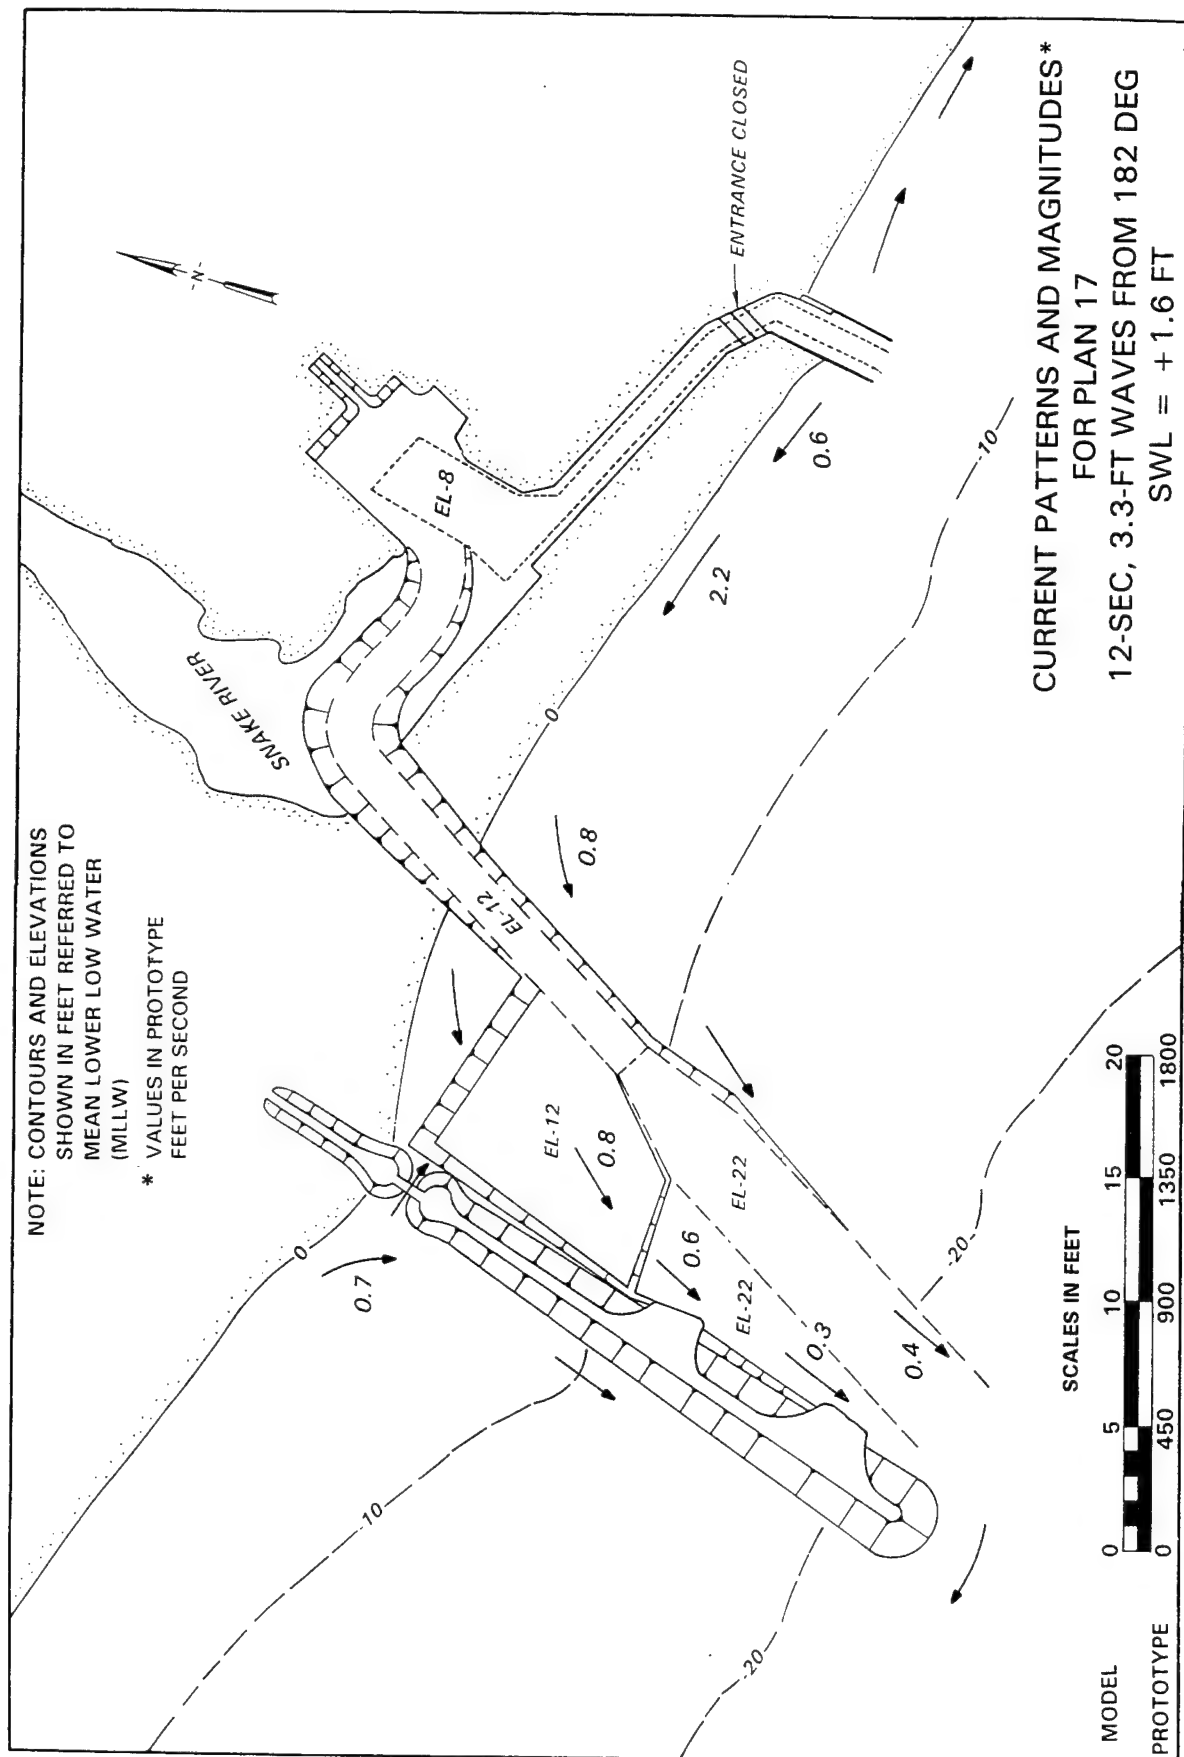 NOTE: CONTOURS AND ELEVATIONS
SHOWN IN FEET REFERRED TO
MEAN LOWER LOW WATER
(MLLW)
* VALUES IN PROTOTYPE
FEET PER SECOND
SNAKE RIVER
-N-
EL-8
ENTRANCE CLOSED
EL-12
EL-12
EL-22
EL-22
0
0
-10
-10
-20
-20
0.7
0.8
0.8
0.6
0.3
0.4
2.2
0.6
SCALES IN FEET
MODEL 0 5 10 15 20
PROTOTYPE 0 450 900 1350 1800
CURRENT PATTERNS AND MAGNITUDES*
FOR PLAN 17
12-SEC, 3.3-FT WAVES FROM 182 DEG
SWL = +1.6 FT